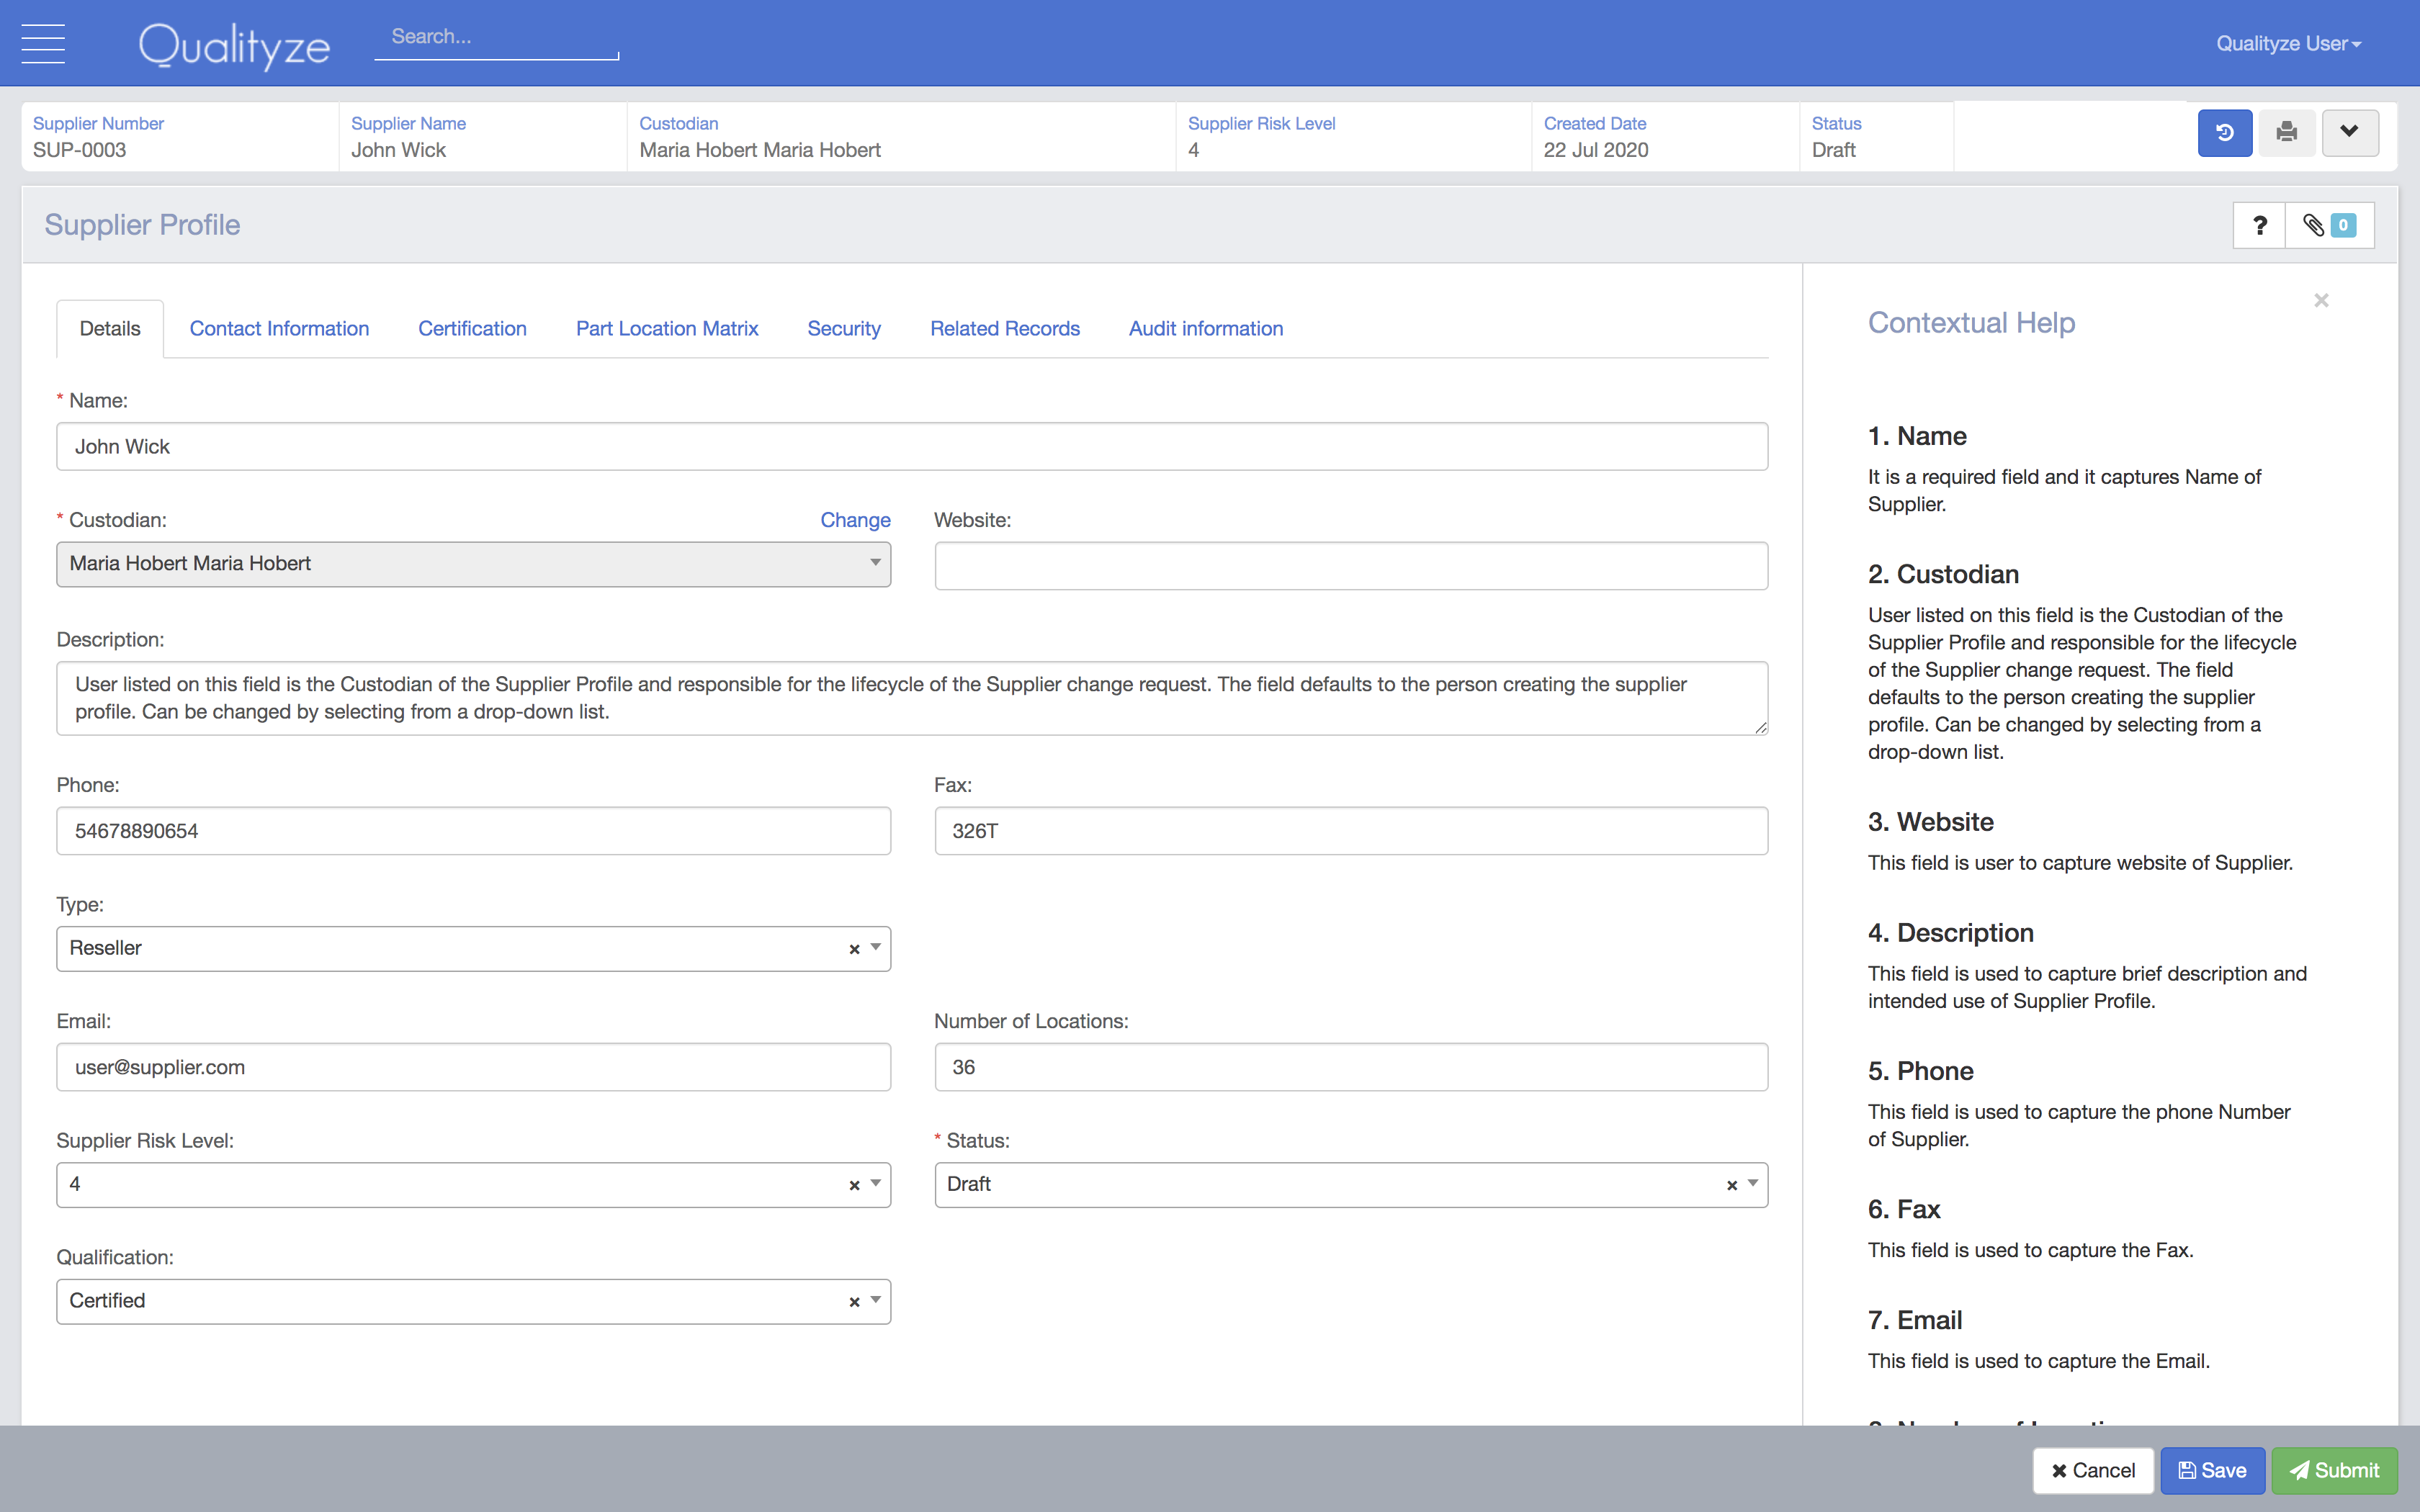 Qualityze
Search...
Qualityze User
Supplier Number
SUP-0003
Supplier Name
John Wick
Custodian
Maria Hobert Maria Hobert
Supplier Risk Level
4
Created Date
22 Jul 2020
Status
Draft
Supplier Profile
?
0
Details
Contact Information
Certification
Part Location Matrix
Security
Related Records
Audit information
* Name:
John Wick
* Custodian:
Change
Maria Hobert Maria Hobert
Website:
Description:
User listed on this field is the Custodian of the Supplier Profile and responsible for the lifecycle of the Supplier change request. The field defaults to the person creating the supplier
profile. Can be changed by selecting from a drop-down list.
Phone:
54678890654
Fax:
326T
Type:
Reseller
Email:
user@supplier.com
Number of Locations:
36
Supplier Risk Level:
4
* Status:
Draft
Qualification:
Certified
Contextual Help
1. Name
It is a required field and it captures Name of
Supplier.
2. Custodian
User listed on this field is the Custodian of the
Supplier Profile and responsible for the lifecycle
of the Supplier change request. The field
defaults to the person creating the supplier
profile. Can be changed by selecting from a
drop-down list.
3. Website
This field is user to capture website of Supplier.
4. Description
This field is used to capture brief description and
intended use of Supplier Profile.
5. Phone
This field is used to capture the phone Number
of Supplier.
6. Fax
This field is used to capture the Fax.
7. Email
This field is used to capture the Email.
Cancel
Save
Submit